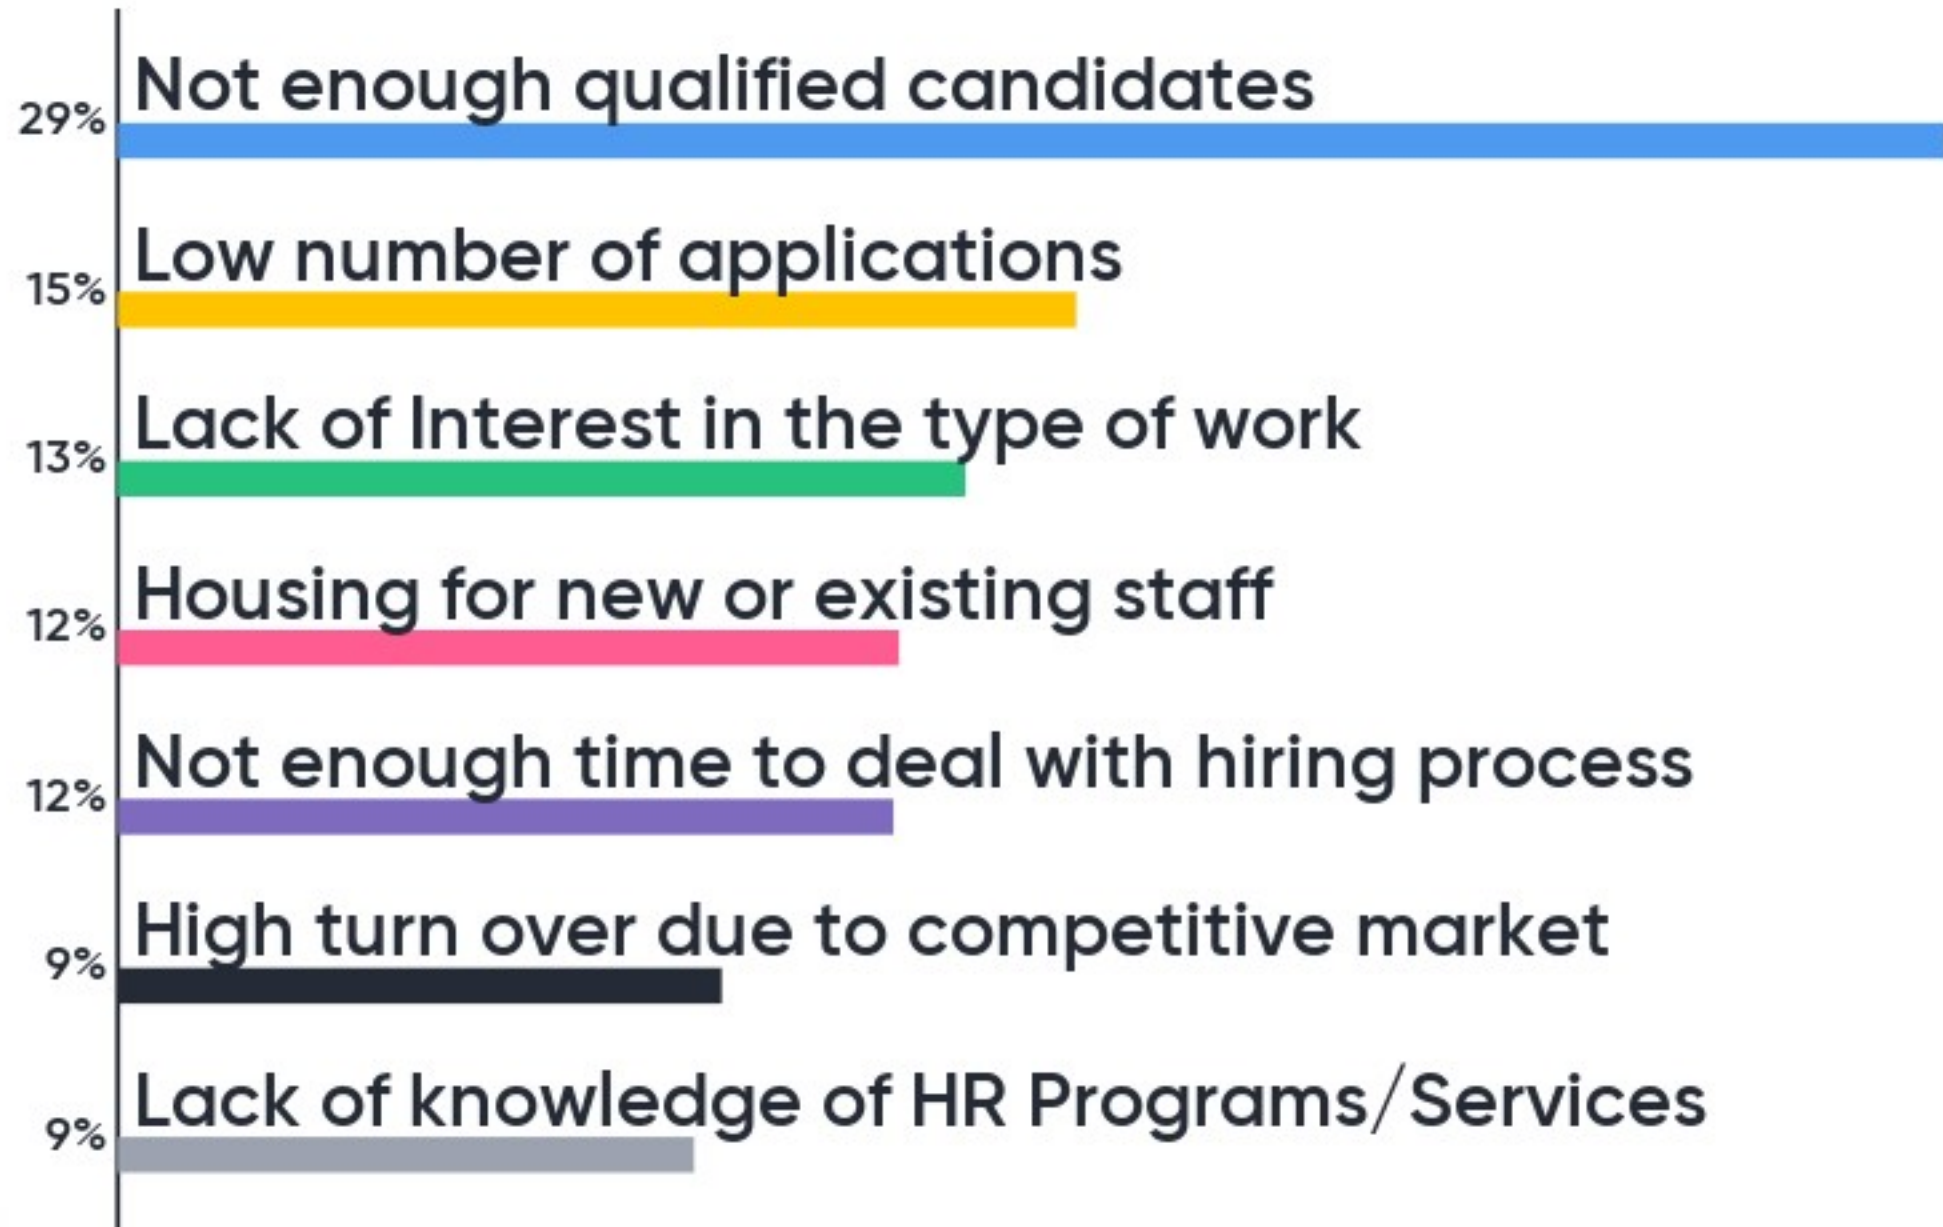 Not enough qualified candidates
29%
Low number of applications
15%
Lack of Interest in the type of work
13%
Housing for new or existing staff
12%
Not enough time to deal with hiring process
12%
High turn over due to competitive market
9%
Lack of knowledge of HR Programs/Services
9%